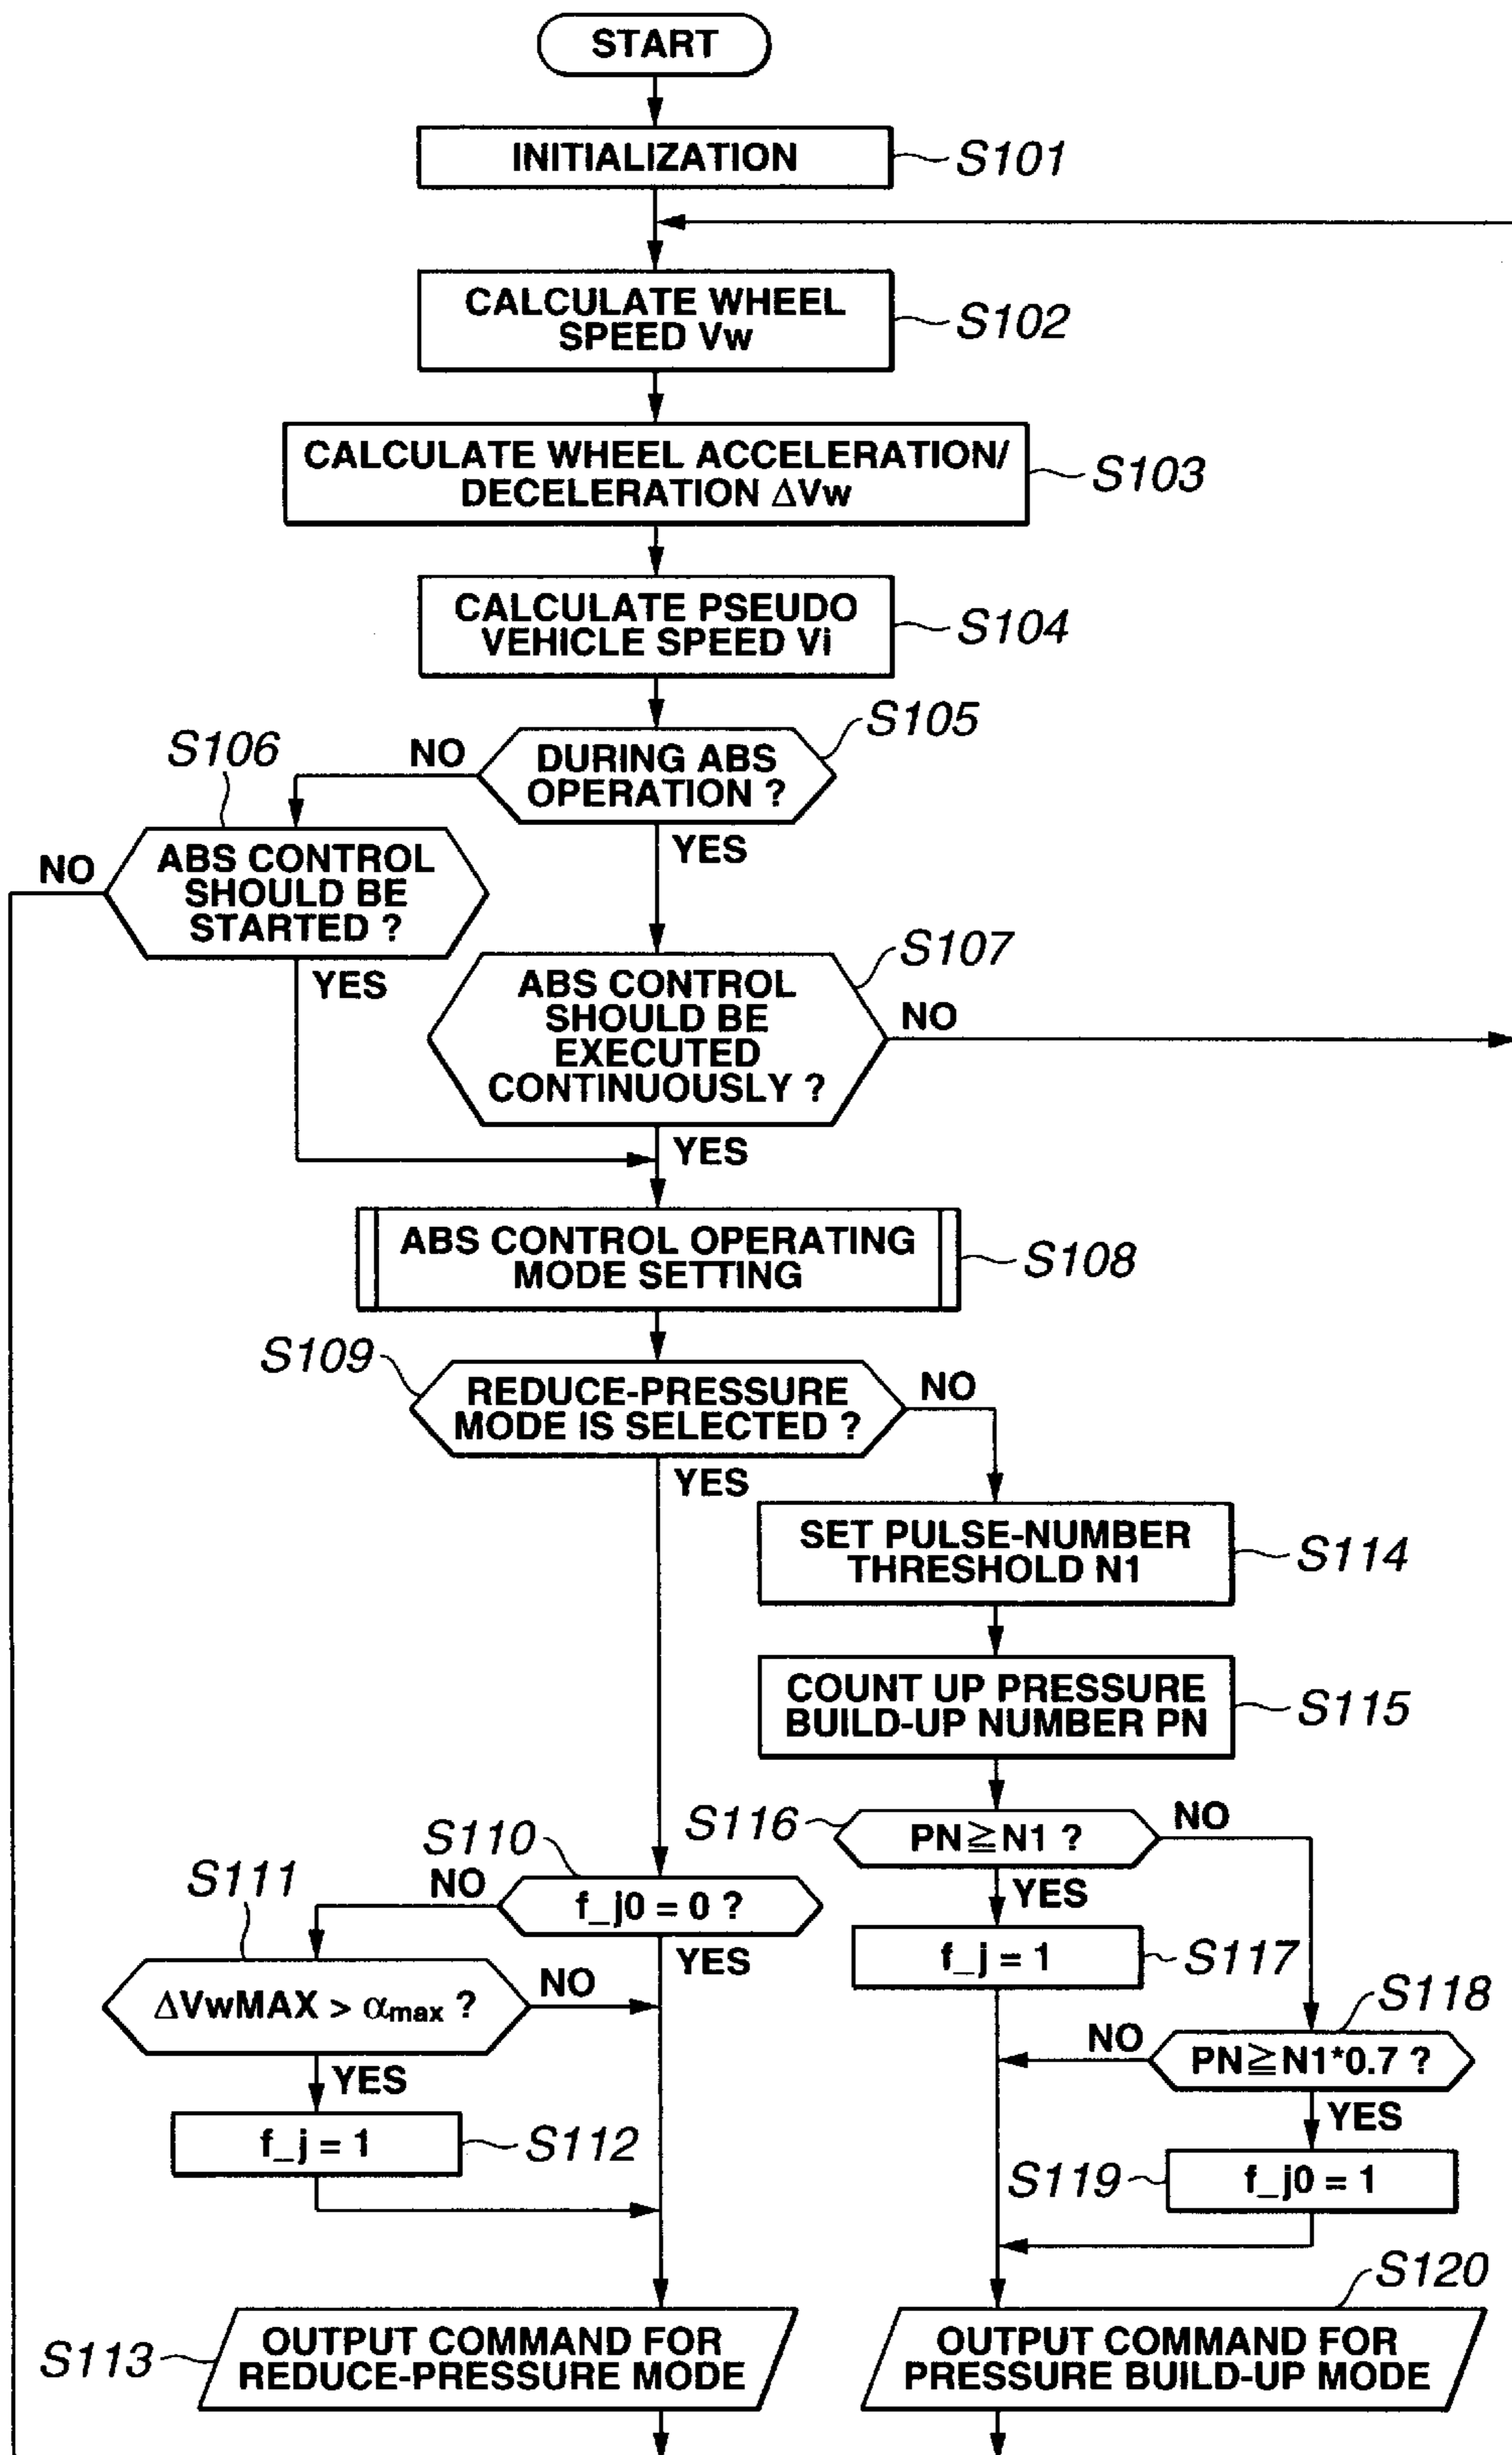 START
INITIALIZATION
S101
CALCULATE WHEEL
SPEED Vw
S102
CALCULATE WHEEL ACCELERATION/
DECELERATION ΔVw
S103
CALCULATE PSEUDO
VEHICLE SPEED Vi
S104
S105
DURING ABS
OPERATION ?
NO
YES
S106
ABS CONTROL
SHOULD BE
STARTED ?
NO
YES
S107
ABS CONTROL
SHOULD BE
EXECUTED
CONTINUOUSLY ?
NO
YES
ABS CONTROL OPERATING
MODE SETTING
S108
S109
REDUCE-PRESSURE
MODE IS SELECTED ?
NO
YES
SET PULSE-NUMBER
THRESHOLD N1
S114
COUNT UP PRESSURE
BUILD-UP NUMBER PN
S115
S116
PN≧N1 ?
NO
YES
S110
f_j0 = 0 ?
NO
YES
S111
ΔVwMAX > αmax ?
NO
YES
f_j = 1
S112
f_j = 1
S117
S118
PN≧N1*0.7 ?
NO
YES
S119
f_j0 = 1
S113
OUTPUT COMMAND FOR
REDUCE-PRESSURE MODE
S120
OUTPUT COMMAND FOR
PRESSURE BUILD-UP MODE